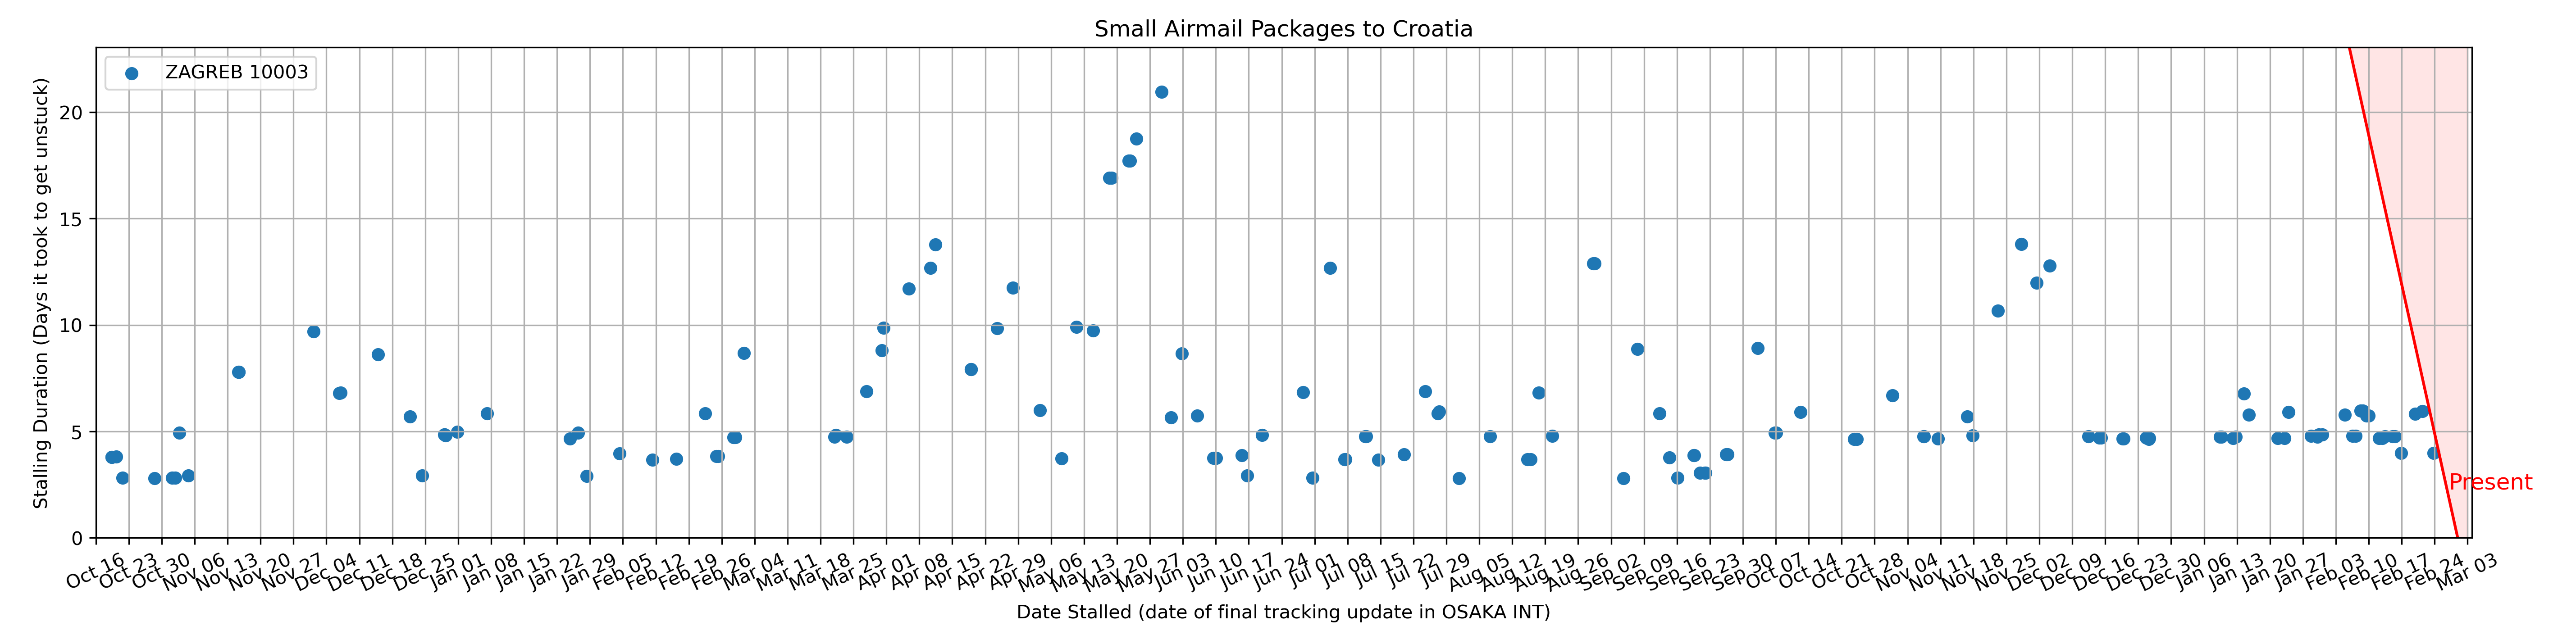 Small Airmail Packages to Croatia
ZAGREB 10003
Stalling Duration (Days it took to get unstuck)
20
15
10
5
0
Present
Oct 16 Oct 23 Oct 30 Nov 06 Nov 13 Nov 20 Nov 27 Dec 04 Dec 11 Dec 18 Dec 25 Jan 01 Jan 08 Jan 15 Jan 22 Jan 29 Feb 05 Feb 12 Feb 19 Feb 26 Mar 04 Mar 11 Mar 18 Mar 25 Apr 01 Apr 08 Apr 15 Apr 22 Apr 29 May 06 May 13 May 20 May 27 Jun 03 Jun 10 Jun 17 Jun 24 Jul 01 Jul 08 Jul 15 Jul 22 Jul 29 Aug 05 Aug 12 Aug 19 Aug 26 Sep 02 Sep 09 Sep 16 Sep 23 Sep 30 Oct 07 Oct 14 Oct 21 Oct 28 Nov 04 Nov 11 Nov 18 Nov 25 Dec 02 Dec 09 Dec 16 Dec 23 Dec 30 Jan 06 Jan 13 Jan 20 Jan 27 Feb 03 Feb 10 Feb 17 Feb 24 Mar 03
Date Stalled (date of final tracking update in OSAKA INT)